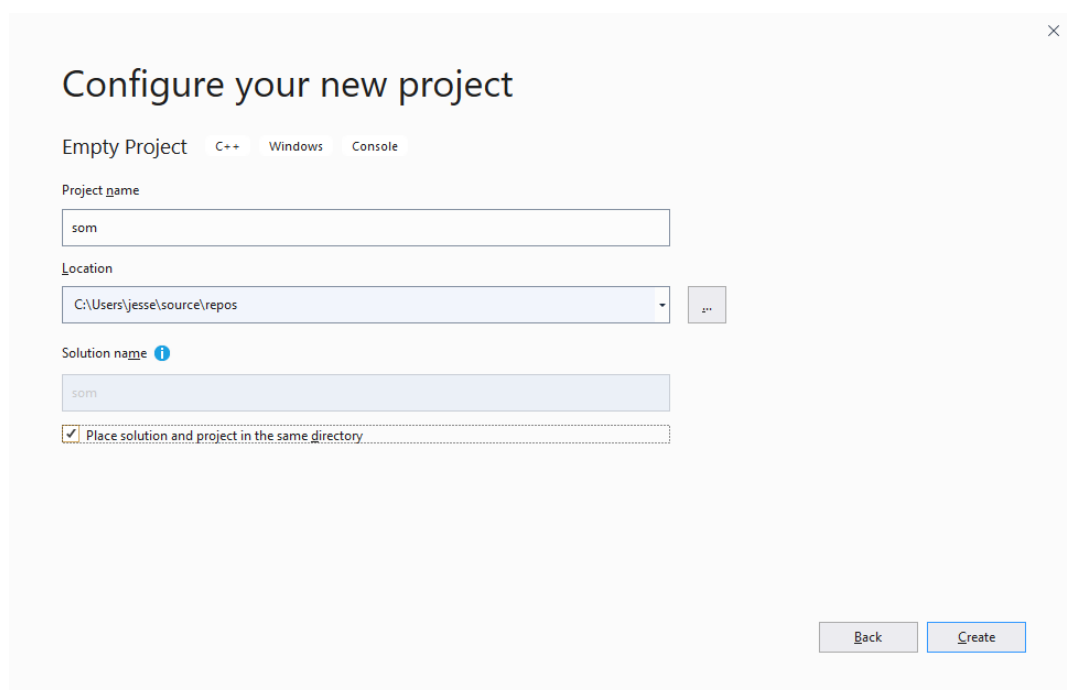 Configure your new project
Empty Project C++ Windows Console
Project name
som
Location
C:\Users\jesse\source\repos
...
Solution name
som
Place solution and project in the same directory
Back Create